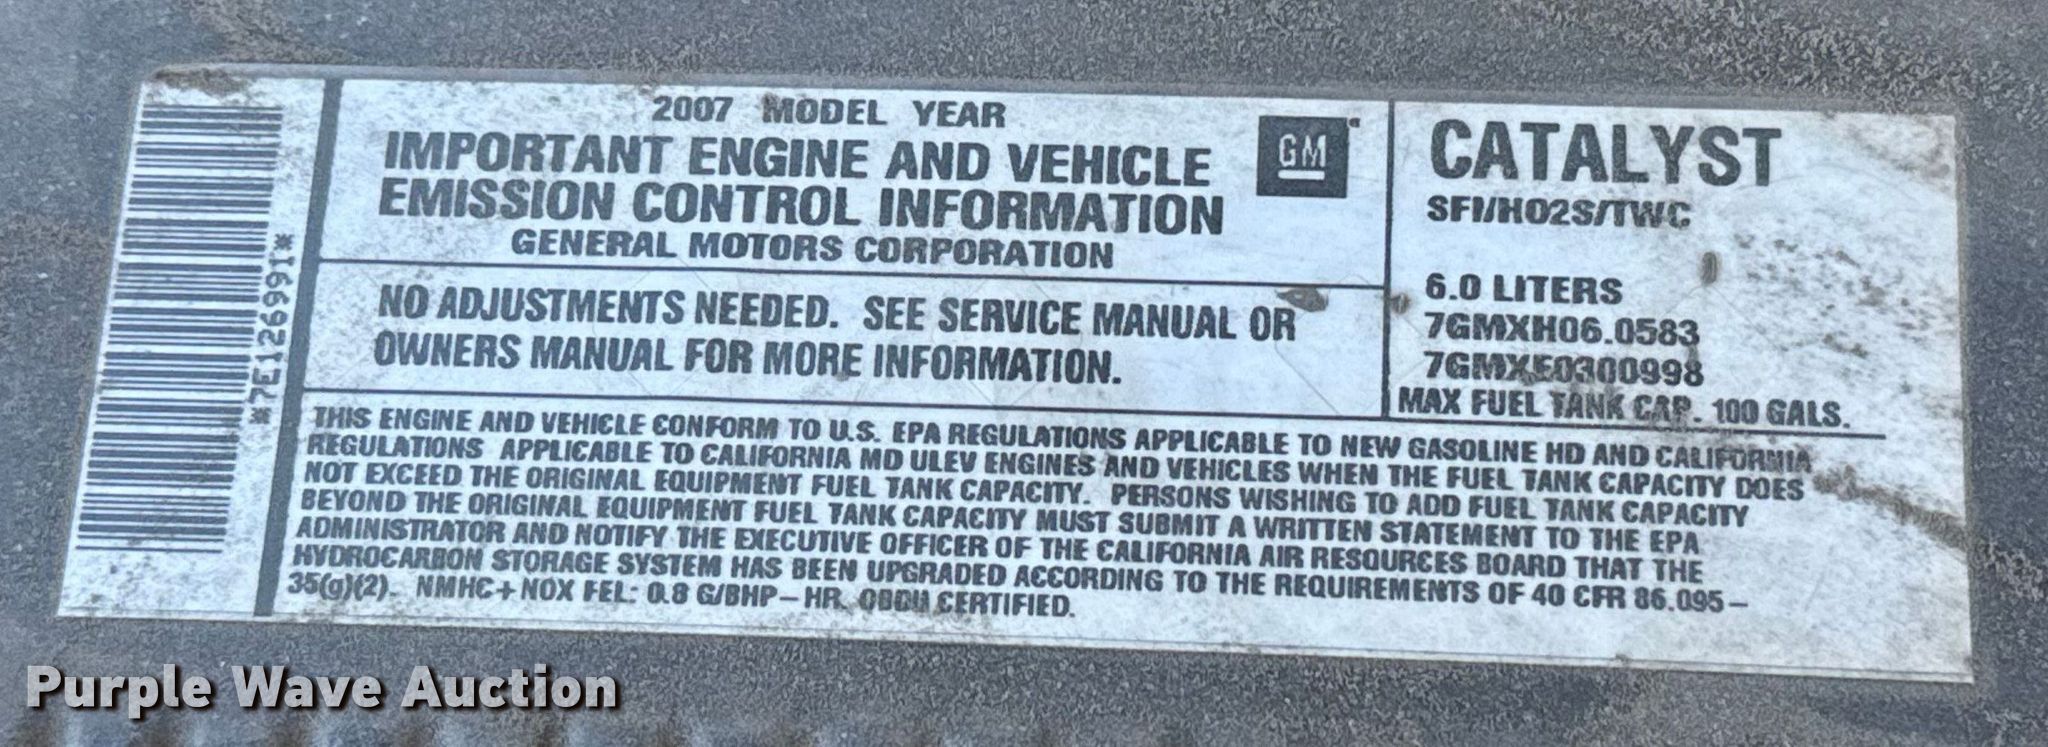 *7E126991*
2007 MODEL YEAR
IMPORTANT ENGINE AND VEHICLE
EMISSION CONTROL INFORMATION
GENERAL MOTORS CORPORATION
GM
NO ADJUSTMENTS NEEDED. SEE SERVICE MANUAL OR
OWNERS MANUAL FOR MORE INFORMATION.
CATALYST
SFI/HO2S/TWC
6.0 LITERS
7GMXH06.0583
7GMXE0300998
MAX FUEL TANK CAP. 100 GALS.
THIS ENGINE AND VEHICLE CONFORM TO U.S. EPA REGULATIONS APPLICABLE TO NEW GASOLINE HD AND CALIFORNIA
REGULATIONS APPLICABLE TO CALIFORNIA MD ULEV ENGINES AND VEHICLES WHEN THE FUEL TANK CAPACITY DOES
NOT EXCEED THE ORIGINAL EQUIPMENT FUEL TANK CAPACITY. PERSONS WISHING TO ADD FUEL TANK CAPACITY
BEYOND THE ORIGINAL EQUIPMENT FUEL TANK CAPACITY MUST SUBMIT A WRITTEN STATEMENT TO THE EPA
ADMINISTRATOR AND NOTIFY THE EXECUTIVE OFFICER OF THE CALIFORNIA AIR RESOURCES BOARD THAT THE
HYDROCARBON STORAGE SYSTEM HAS BEEN UPGRADED ACCORDING TO THE REQUIREMENTS OF 40 CFR 86.095-
35(g)(2). NMHC+NOX FEL: 0.8 G/BHP-HR. OBDII CERTIFIED.
Purple Wave Auction